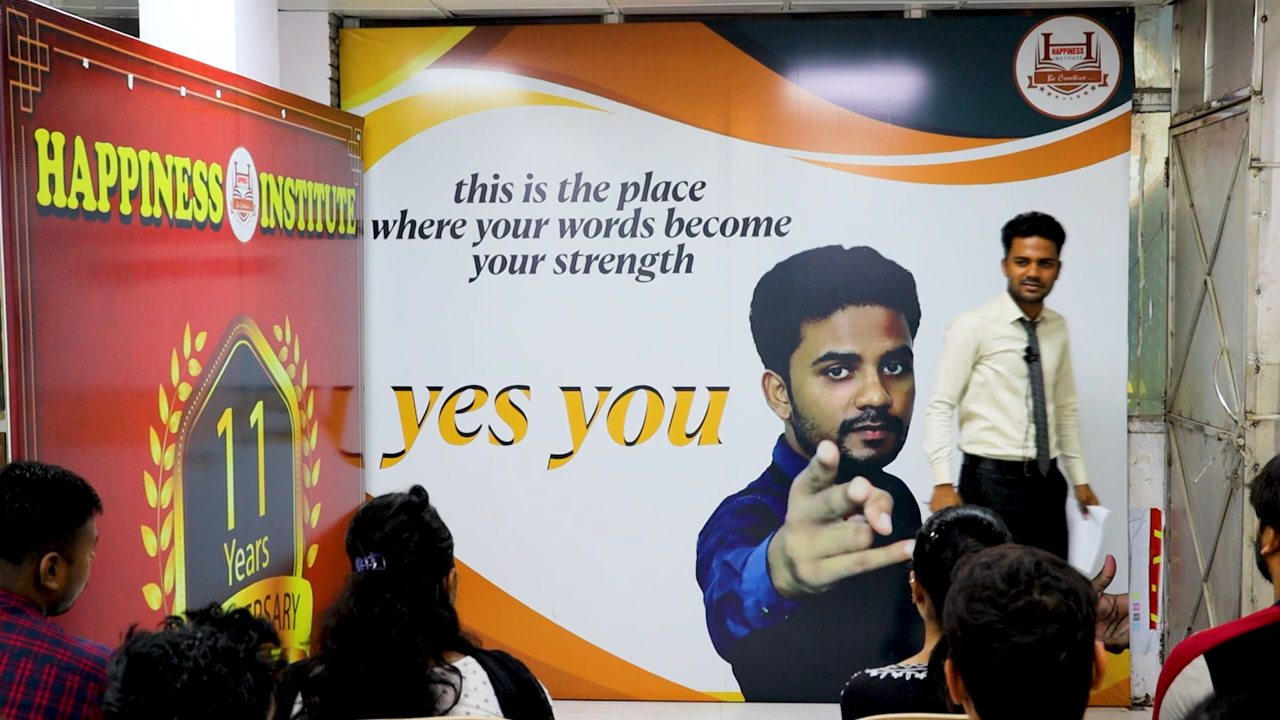 HAPPINESS INSTITUTE
11
Years
HAPPINESS
INSTITUTE
Be Creative...
this is the place
where your words become
your strength
yes you